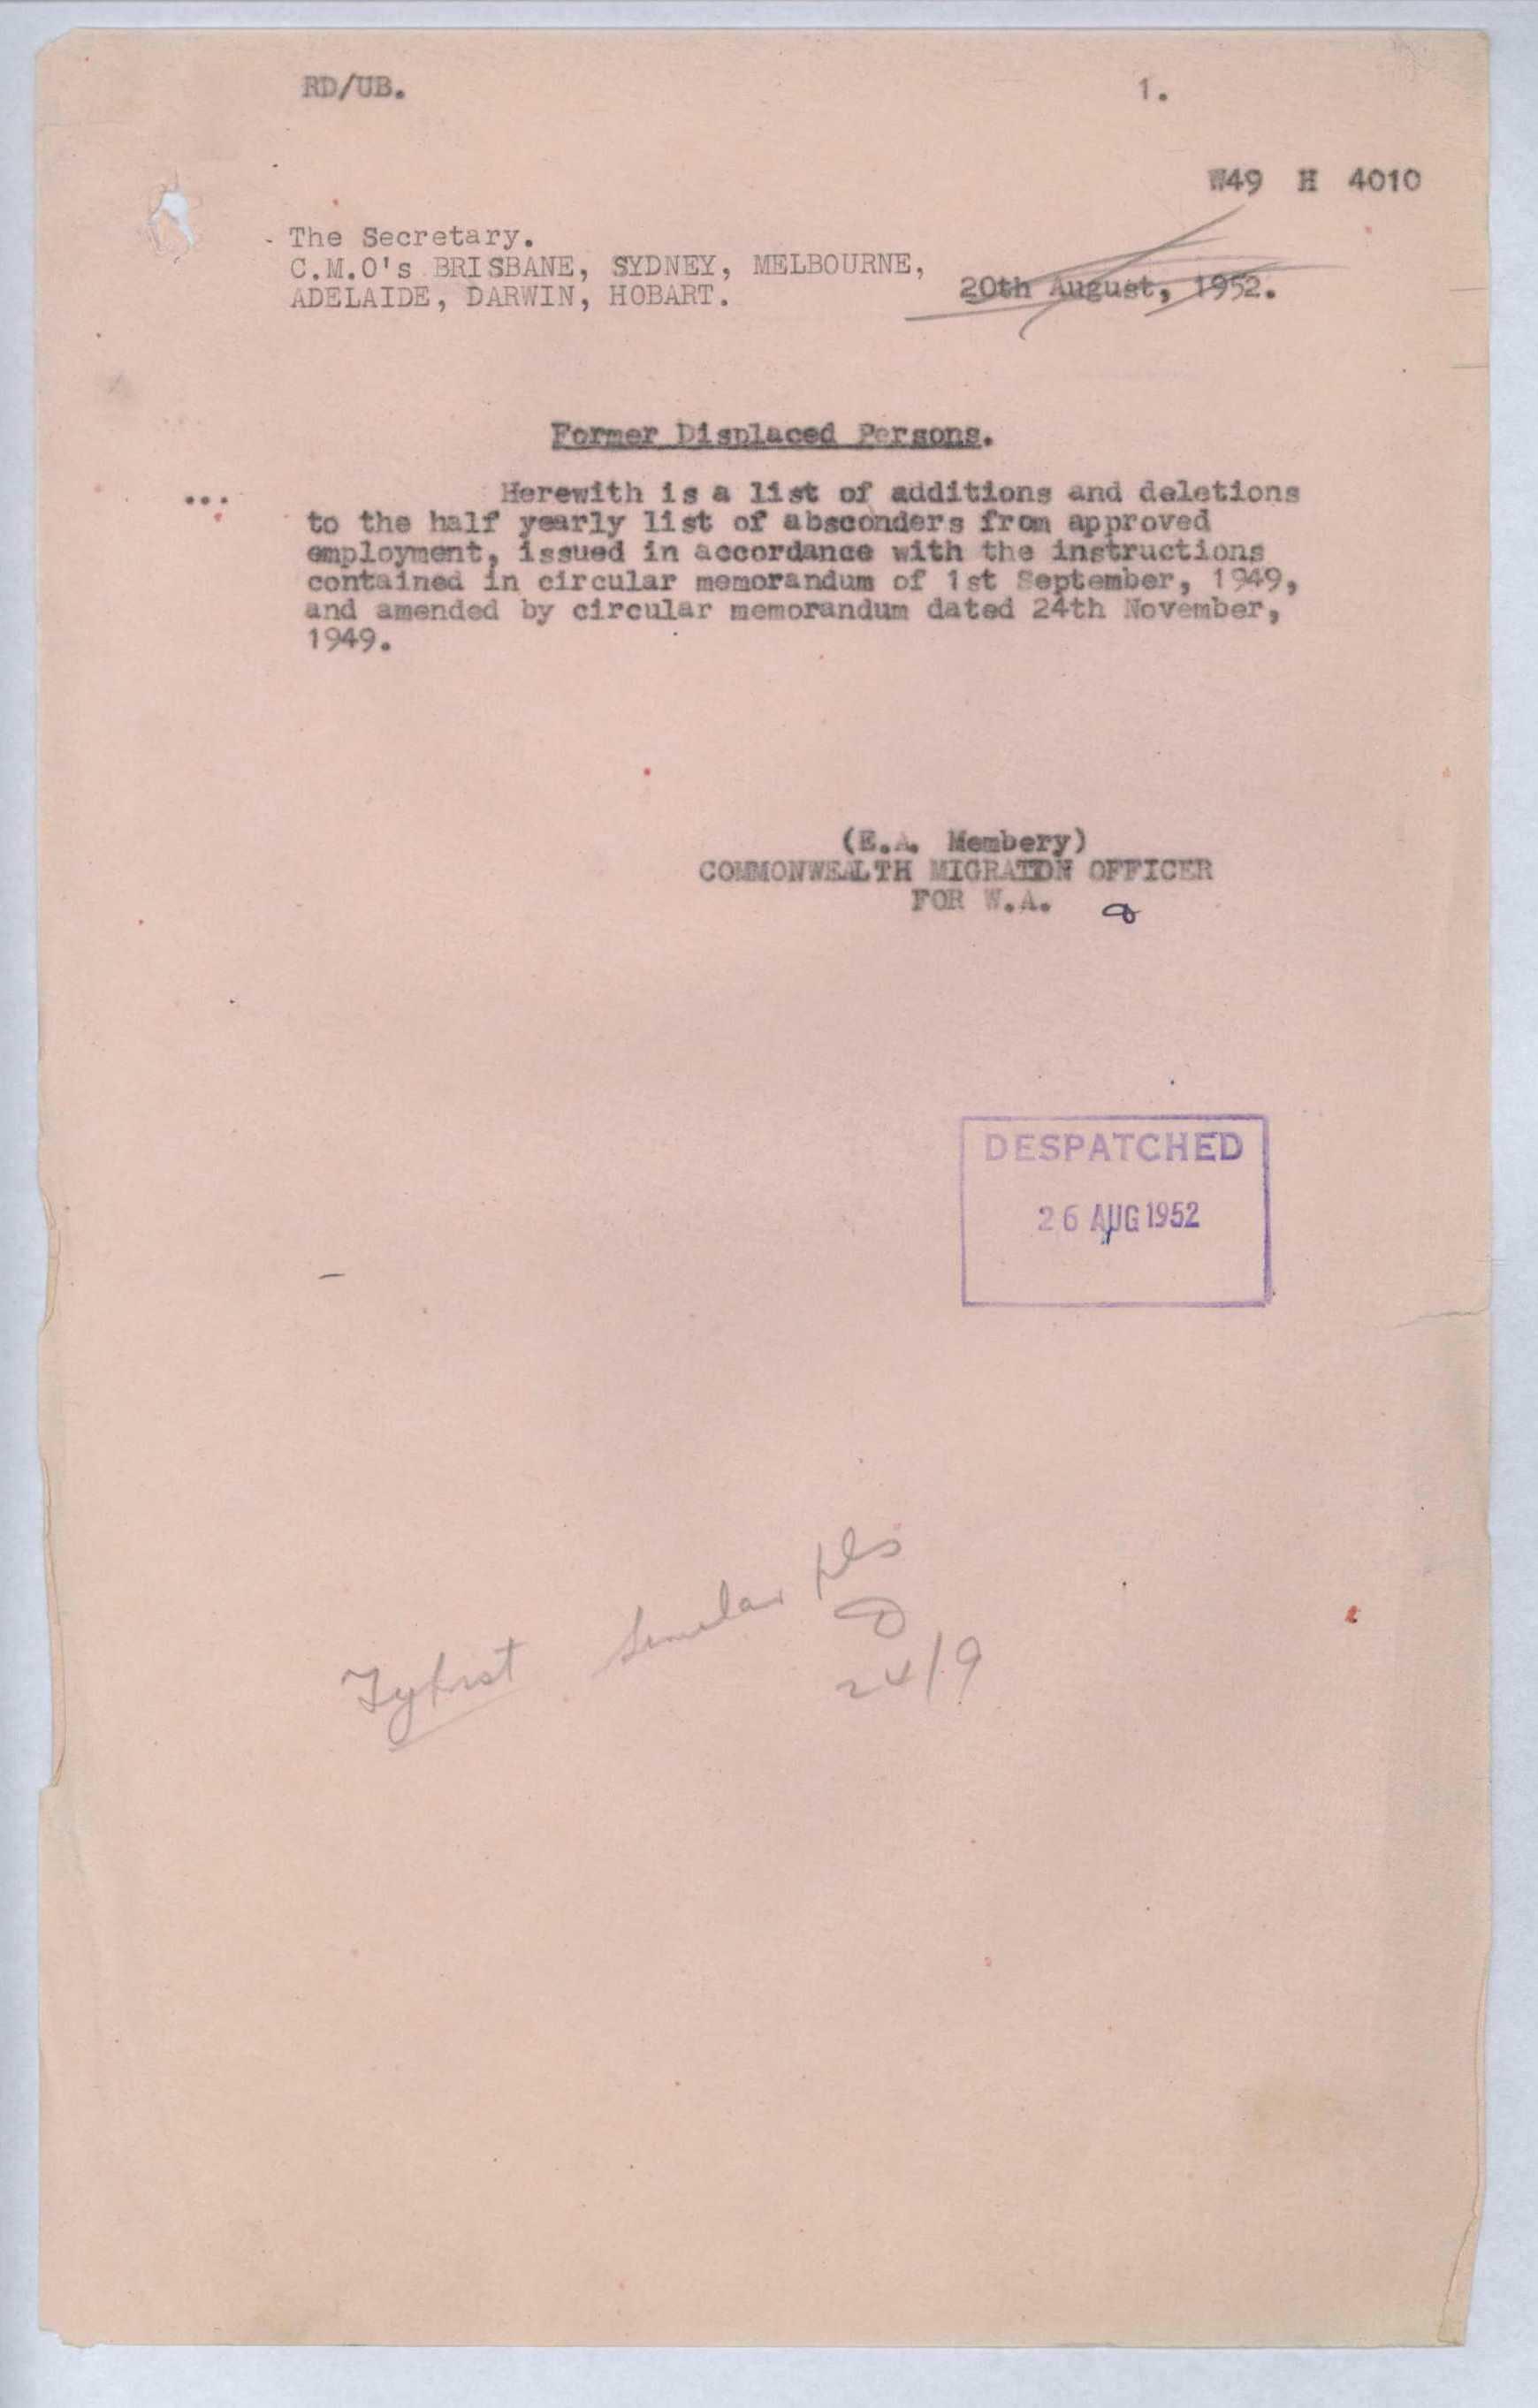 RD/UB.
1.
W49 H 4010
The Secretary.
C.M.O's BRISBANE, SYDNEY, MELBOURNE,
ADELAIDE, DARWIN, HOBART.
20th August, 1952.
Former Displaced Persons.
... Herewith is a list of additions and deletions
to the half yearly list of absconders from approved
employment, issued in accordance with the instructions
contained in circular memorandum of 1st September, 1949,
and amended by circular memorandum dated 24th November,
1949.
(E.A. Membery)
COMMONWEALTH MIGRATION OFFICER
FOR W.A.
DESPATCHED
26 AUG 1952
Typist Similar pls
24/9